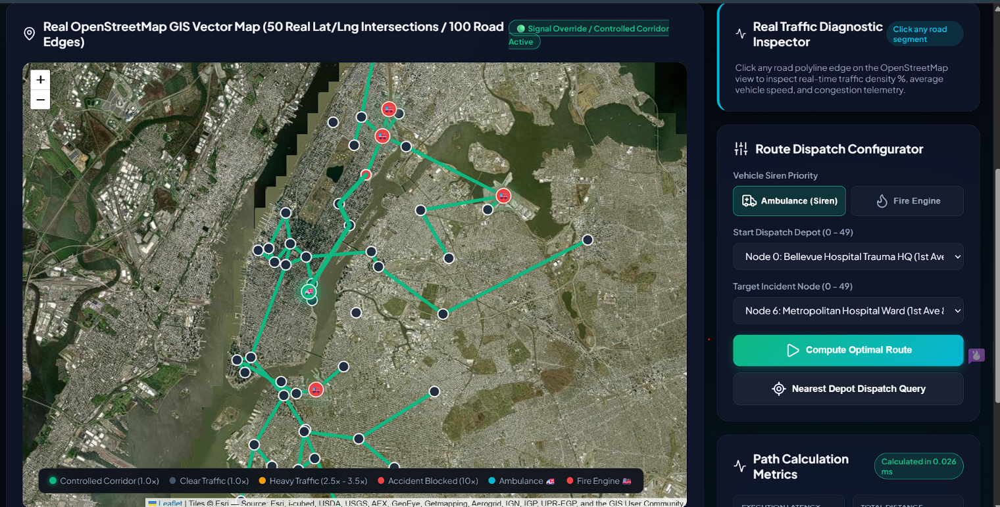 Real OpenStreetMap GIS Vector Map (50 Real Lat/Lng Intersections / 100 Road
Edges)
Signal Override / Controlled Corridor
Active
+
−
Controlled Corridor (1.0×)
Clear Traffic (1.0×)
Heavy Traffic (2.5× - 3.5×)
Accident Blocked (10×)
Ambulance
Fire Engine
Leaflet | Tiles © Esri — Source: Esri, i-cubed, USDA, USGS, AEX, GeoEye, Getmapping, Aerogrid, IGN, IGP, UPR-EGP, and the GIS User Community
Real Traffic Diagnostic
Inspector
Click any road
segment
Click any road polyline edge on the OpenStreetMap
view to inspect real-time traffic density %, average
vehicle speed, and congestion telemetry.
Route Dispatch Configurator
Vehicle Siren Priority
Ambulance (Siren)
Fire Engine
Start Dispatch Depot (0 - 49)
Node 0: Bellevue Hospital Trauma HQ (1st Ave
Target Incident Node (0 - 49)
Node 6: Metropolitan Hospital Ward (1st Ave &
Compute Optimal Route
Nearest Depot Dispatch Query
Path Calculation
Metrics
Calculated in 0.026
ms
EXECUTION LATENCY
TOTAL DISTANCE